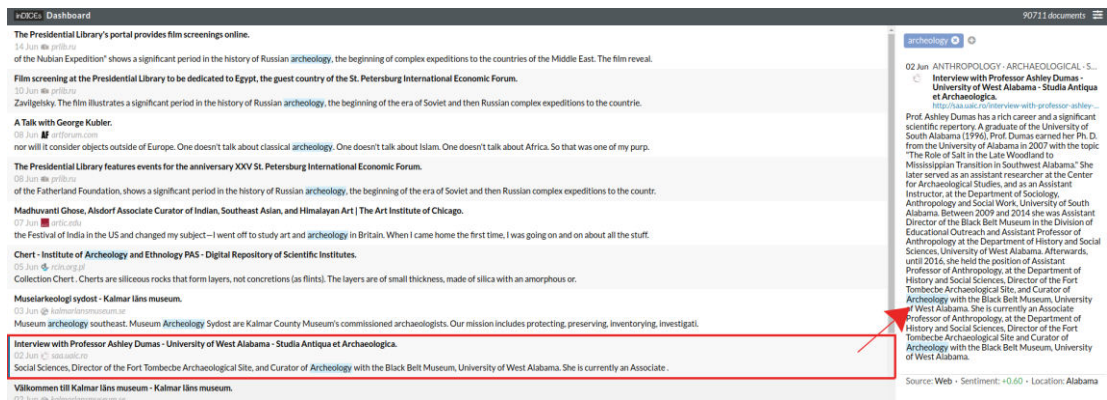 inDICEs Dashboard
90711 documents
The Presidential Library's portal provides film screenings online.
14 Jun prlib.ru
of the Nubian Expedition" shows a significant period in the history of Russian archeology, the beginning of complex expeditions to the countries of the Middle East. The film reveal.
Film screening at the Presidential Library to be dedicated to Egypt, the guest country of the St. Petersburg International Economic Forum.
10 Jun prlib.ru
Zavilgelsky. The film illustrates a significant period in the history of Russian archeology, the beginning of the era of Soviet and then Russian complex expeditions to the countrie.
A Talk with George Kubler.
08 Jun AF artforum.com
nor will it consider objects outside of Europe. One doesn't talk about classical archeology. One doesn't talk about Islam. One doesn't talk about Africa. So that was one of my purp.
The Presidential Library features events for the anniversary XXV St. Petersburg International Economic Forum.
08 Jun prlib.ru
of the Fatherland Foundation, shows a significant period in the history of Russian archeology, the beginning of the era of Soviet and then Russian complex expeditions to the countr.
Madhuvanti Ghose, Alsdorf Associate Curator of Indian, Southeast Asian, and Himalayan Art | The Art Institute of Chicago.
07 Jun artic.edu
the Festival of India in the US and changed my subject—I went off to study art and archeology in Britain. When I came home the first time, I was going on and on about all the stuff.
Chert - Institute of Archeology and Ethnology PAS - Digital Repository of Scientific Institutes.
05 Jun rcin.org.pl
Collection Chert . Cherts are siliceous rocks that form layers, not concretions (as flints). The layers are of small thickness, made of silica with an amorphous or.
Museiarkeologi sydost - Kalmar läns museum.
03 Jun kalmarlansmuseum.se
Museum archeology southeast. Museum Archeology Sydost are Kalmar County Museum's commissioned archaeologists. Our mission includes protecting, preserving, inventorying, investigati.
Interview with Professor Ashley Dumas - University of West Alabama - Studia Antiqua et Archaeologica.
02 Jun saa.uaic.ro
Social Sciences, Director of the Fort Tombecbe Archaeological Site, and Curator of Archeology with the Black Belt Museum, University of West Alabama. She is currently an Associate .
Välkommen till Kalmar läns museum - Kalmar läns museum.
02 Jun kalmarlansmuseum.se
archeology
02 Jun ANTHROPOLOGY · ARCHAEOLOGICAL · S...
Interview with Professor Ashley Dumas -
University of West Alabama - Studia Antiqua
et Archaeologica.
http://saa.uaic.ro/interview-with-professor-ashley-...
Prof. Ashley Dumas has a rich career and a significant
scientific repertory. A graduate of the University of
South Alabama (1996), Prof. Dumas earned her Ph. D.
from the University of Alabama in 2007 with the topic
"The Role of Salt in the Late Woodland to
Mississippian Transition in Southwest Alabama." She
later served as an assistant researcher at the Center
for Archaeological Studies, and as an Assistant
Instructor, at the Department of Sociology,
Anthropology and Social Work, University of South
Alabama. Between 2009 and 2014 she was Assistant
Director of the Black Belt Museum in the Division of
Educational Outreach and Assistant Professor of
Anthropology at the Department of History and Social
Sciences, University of West Alabama. Afterwards,
until 2016, she held the position of Assistant
Professor of Anthropology, at the Department of
History and Social Sciences, Director of the Fort
Tombecbe Archaeological Site, and Curator of
Archeology with the Black Belt Museum, University
of West Alabama. She is currently an Associate
Professor of Anthropology, at the Department of
History and Social Sciences, Director of the Fort
Tombecbe Archaeological Site and Curator of
Archeology with the Black Belt Museum, University
of West Alabama.
Source: Web · Sentiment: +0.60 · Location: Alabama